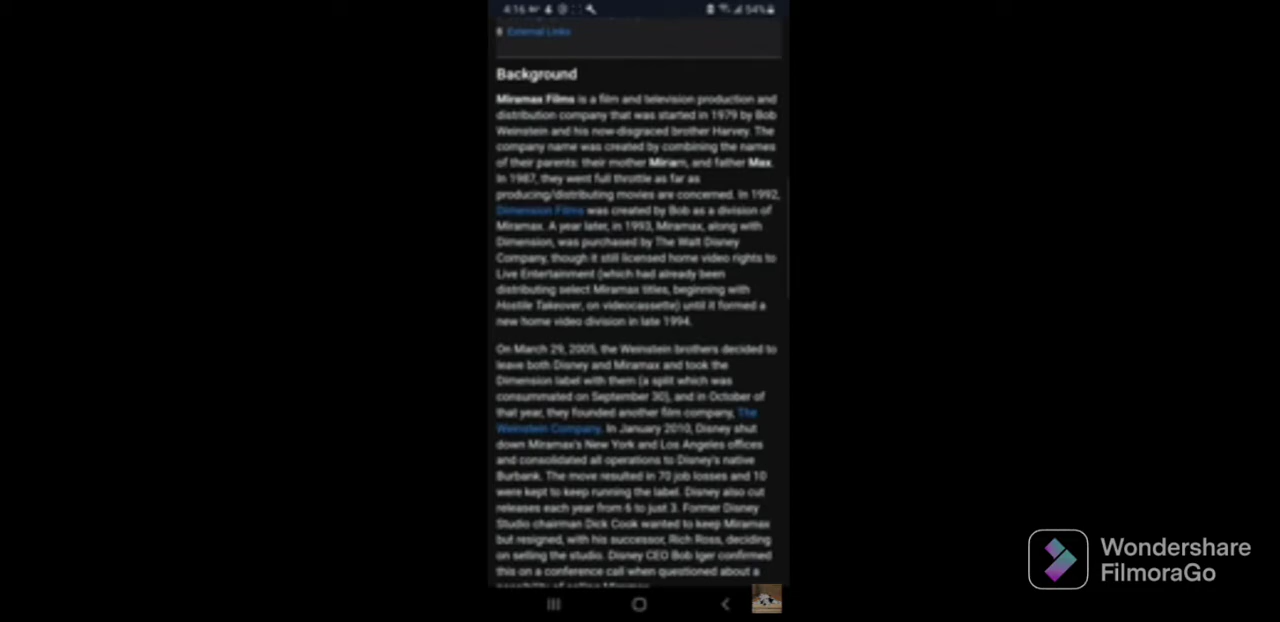 4:16
54%
8 External Links
Background
Miramax Films is a film and television production and
distribution company that was started in 1979 by Bob
Weinstein and his now-disgraced brother Harvey. The
company name was created by combining the names
of their parents: their mother Miriam, and father Max.
In 1987, they went full throttle as far as
producing/distributing movies are concerned. In 1992,
Dimension Films was created by Bob as a division of
Miramax. A year later, in 1993, Miramax, along with
Dimension, was purchased by The Walt Disney
Company, though it still licensed home video rights to
Live Entertainment (which had already been
distributing select Miramax titles, beginning with
Hostile Takeover, on videocassette) until it formed a
new home video division in late 1994.
On March 29, 2005, the Weinstein brothers decided to
leave both Disney and Miramax and took the
Dimension label with them (a split which was
consummated on September 30), and in October of
that year, they founded another film company, The
Weinstein Company. In January 2010, Disney shut
down Miramax's New York and Los Angeles offices
and consolidated all operations to Disney's native
Burbank. The move resulted in 70 job losses and 10
were kept to keep running the label. Disney also cut
releases each year from 6 to just 3. Former Disney
Studio chairman Dick Cook wanted to keep Miramax
but resigned, with his successor, Rich Ross, deciding
on selling the studio. Disney CEO Bob Iger confirmed
this on a conference call when questioned about a
Wondershare
FilmoraGo